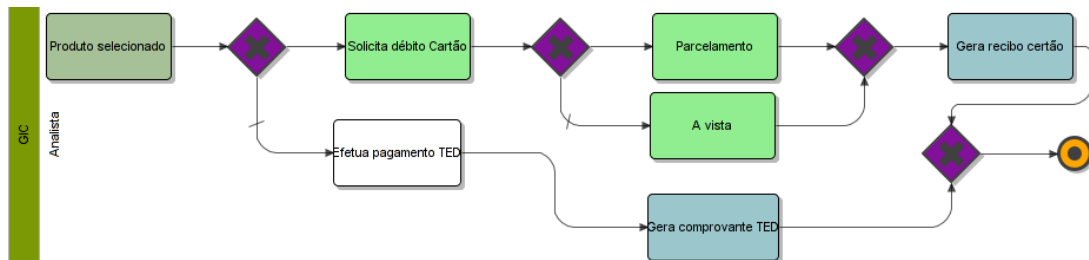 GIC
Analista
Produto selecionado
Solicita débito Cartão
Parcelamento
Gera recibo certão
A vista
Efetua pagamento TED
Gera comprovante TED